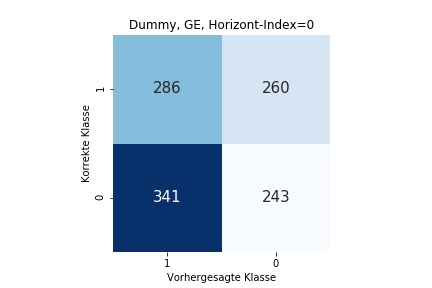 Dummy, GE, Horizont-Index=0
Korrekte Klasse
1
286
260
0
341
243
1
0
Vorhergesagte Klasse